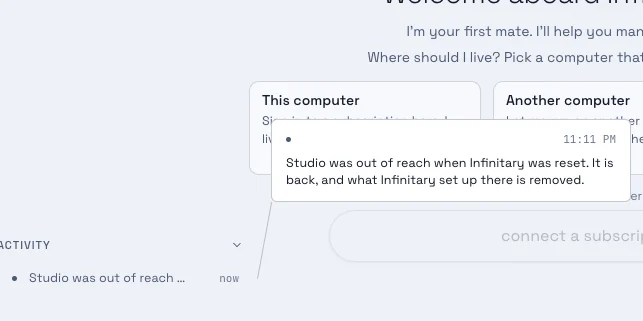 I'm your first mate. I'll help you man
Where should I live? Pick a computer that
This computer
Another computer
11:11 PM
Studio was out of reach when Infinitary was reset. It is
back, and what Infinitary set up there is removed.
connect a subscrip
ACTIVITY
Studio was out of reach ...
now